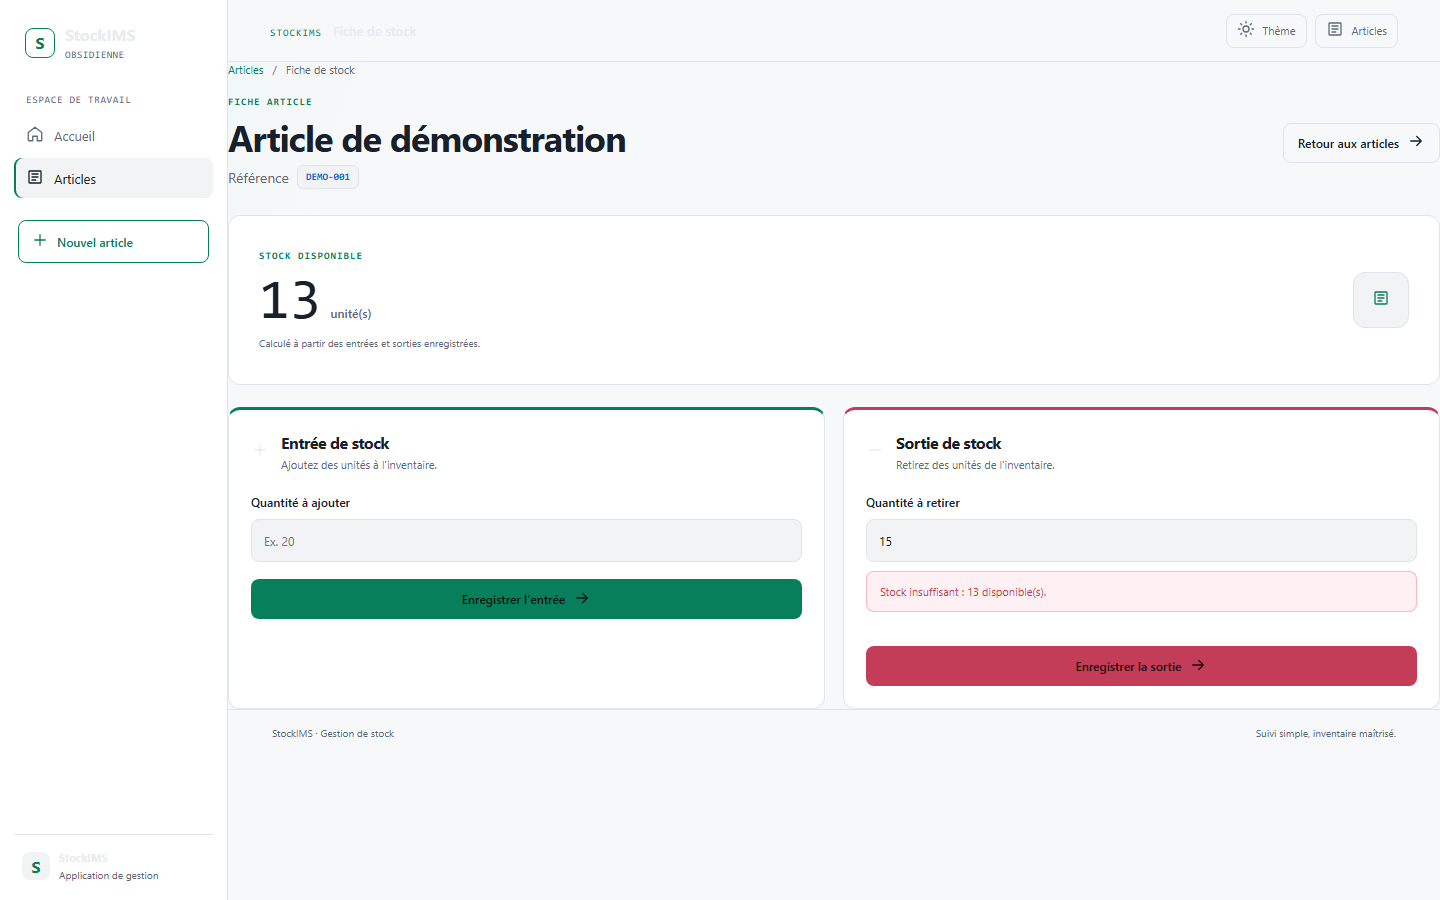 S
StockIMS
OBSIDIENNE
ESPACE DE TRAVAIL
Accueil
Articles
Nouvel article
S
StockIMS
Application de gestion
STOCKIMS Fiche de stock
Thème
Articles
Articles / Fiche de stock
FICHE ARTICLE
Article de démonstration
Référence DEMO-001
Retour aux articles →
STOCK DISPONIBLE
13 unité(s)
Calculé à partir des entrées et sorties enregistrées.
Entrée de stock
Ajoutez des unités à l'inventaire.
Quantité à ajouter
Ex. 20
Enregistrer l'entrée →
Sortie de stock
Retirez des unités de l'inventaire.
Quantité à retirer
15
Stock insuffisant : 13 disponible(s).
Enregistrer la sortie →
StockIMS · Gestion de stock
Suivi simple, inventaire maîtrisé.